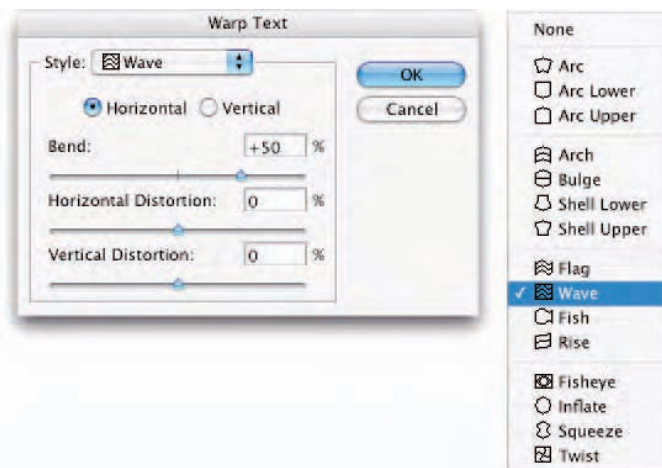 Warp Text
Style: Wave
OK
Horizontal Vertical
Cancel
Bend: +50 %
Horizontal Distortion: 0 %
Vertical Distortion: 0 %
None
Arc
Arc Lower
Arc Upper
Arch
Bulge
Shell Lower
Shell Upper
Flag
✓ Wave
Fish
Rise
Fisheye
Inflate
Squeeze
Twist